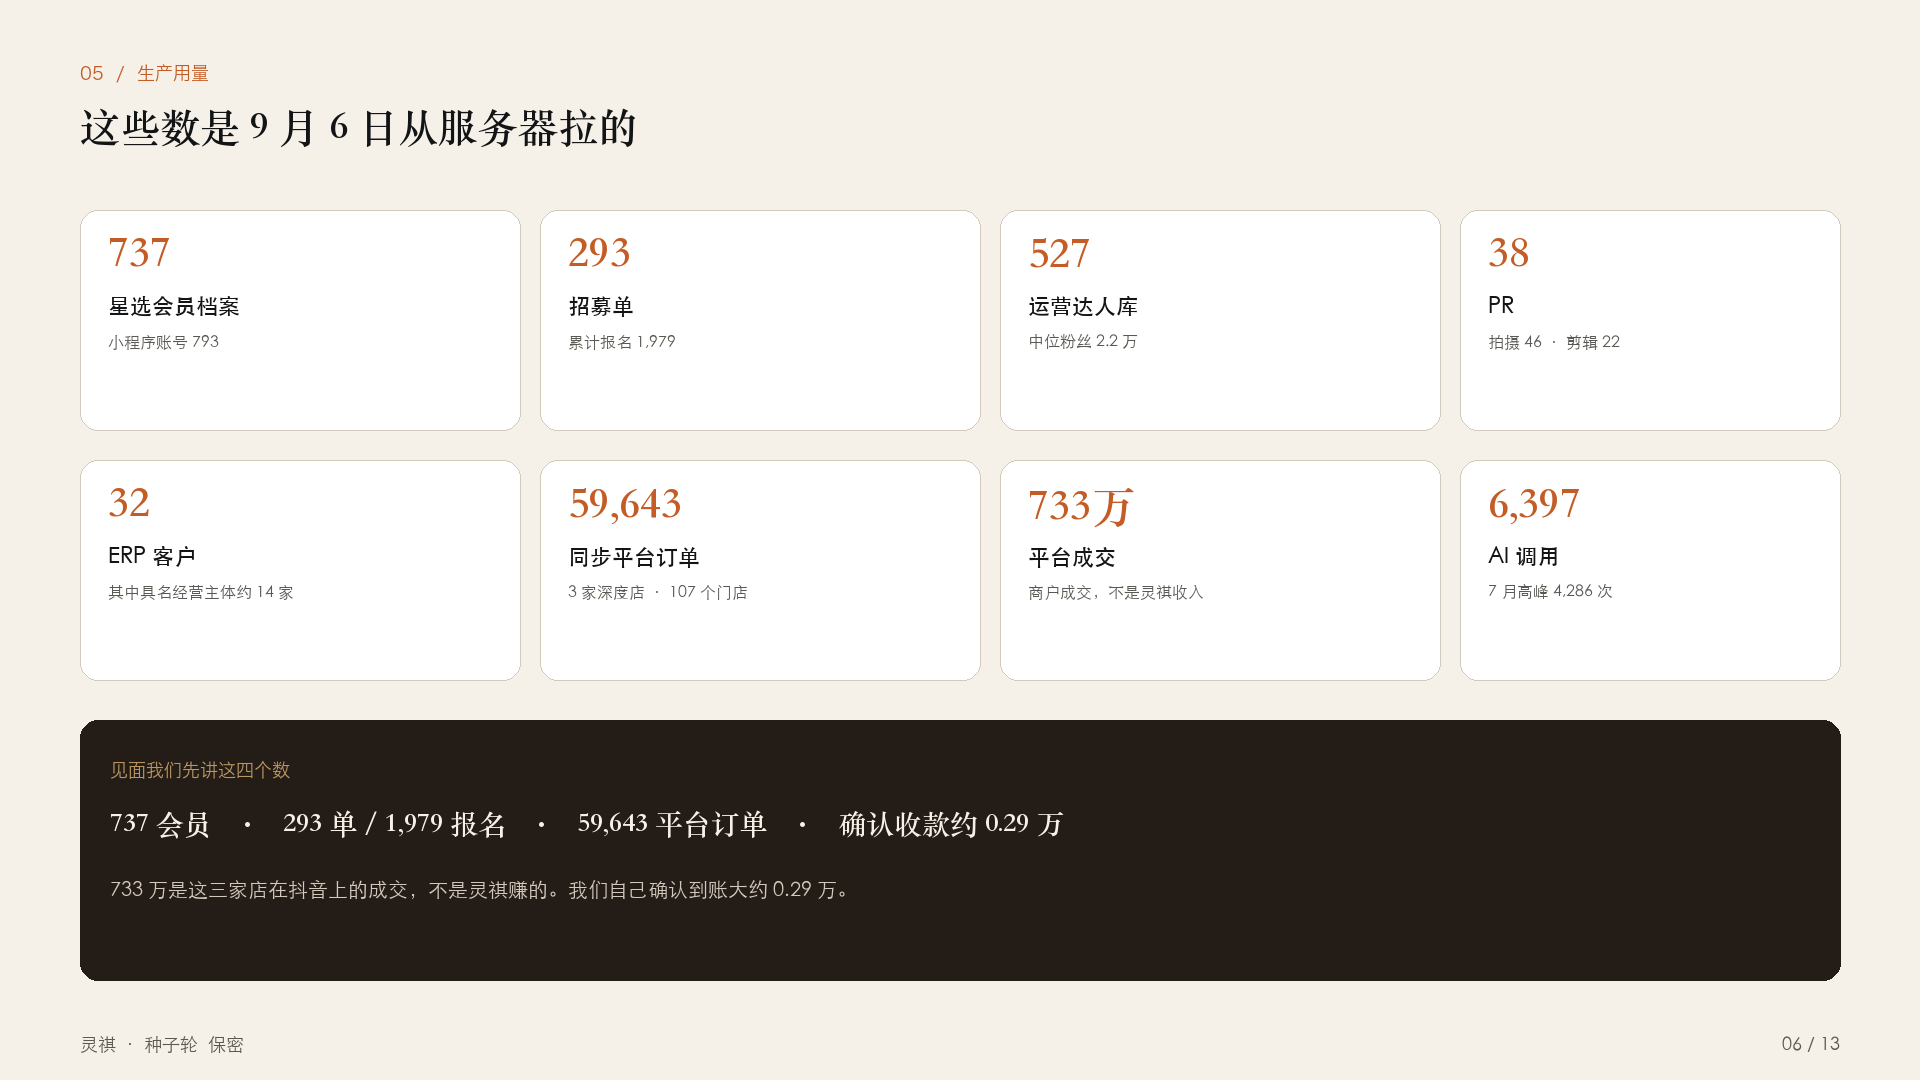 05 / 生产用量
这些数是 9 月 6 日从服务器拉的
737
星选会员档案
小程序账号 793
293
招募单
累计报名 1,979
527
运营达人库
中位粉丝 2.2 万
38
PR
拍摄 46 · 剪辑 22
32
ERP 客户
其中具名经营主体约 14 家
59,643
同步平台订单
3 家深度店 · 107 个门店
733万
平台成交
商户成交，不是灵祺收入
6,397
AI 调用
7 月高峰 4,286 次
见面我们先讲这四个数
737 会员 · 293 单 / 1,979 报名 · 59,643 平台订单 · 确认收款约 0.29 万
733 万是这三家店在抖音上的成交，不是灵祺赚的。我们自己确认到账大约 0.29 万。
灵祺 · 种子轮 保密
06 / 13